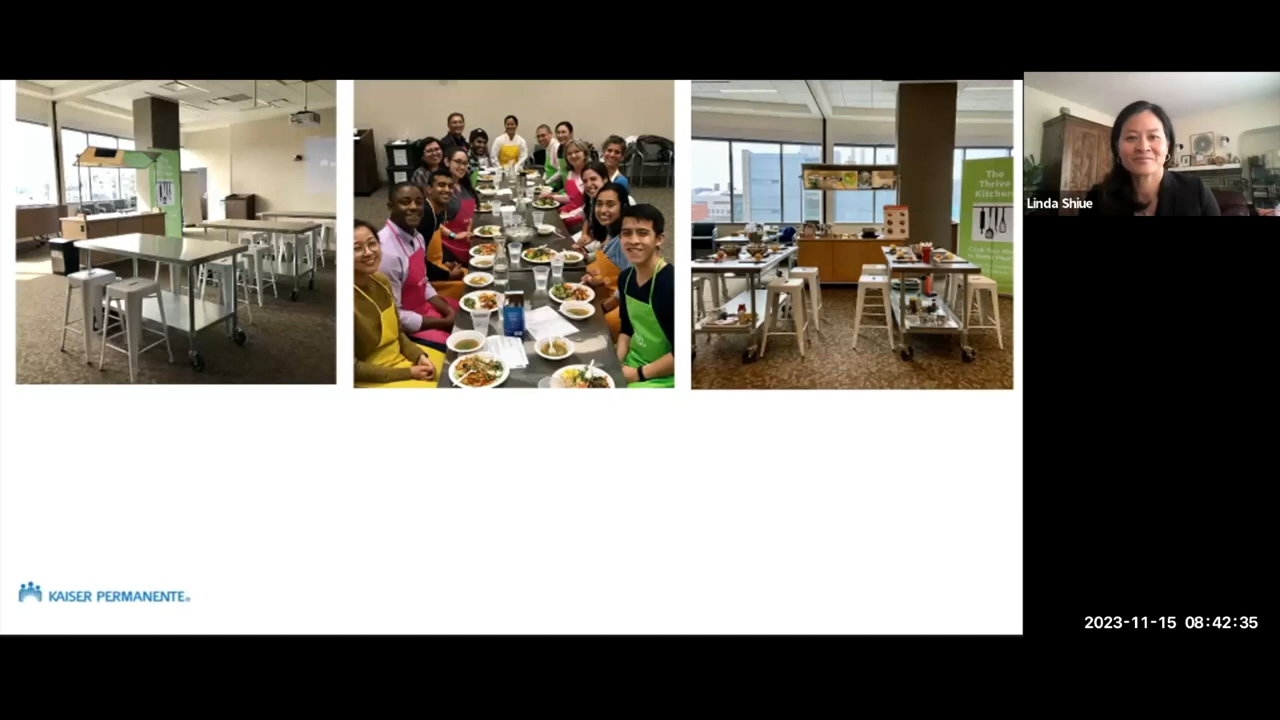 The
Thrive
Kitchen
Linda Shiue
KAISER PERMANENTE®
2023-11-15 08:42:35